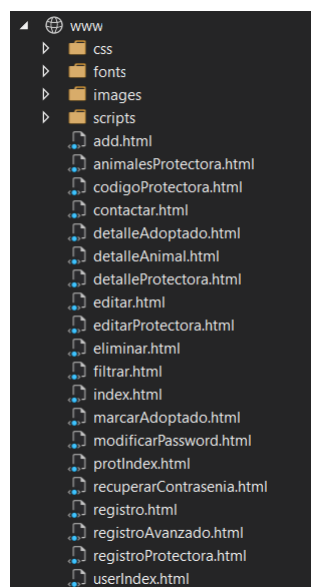 www
css
fonts
images
scripts
add.html
animalesProtectora.html
codigoProtectora.html
contactar.html
detalleAdoptado.html
detalleAnimal.html
detalleProtectora.html
editar.html
editarProtectora.html
eliminar.html
filtrar.html
index.html
marcarAdoptado.html
modificarPassword.html
protIndex.html
recuperarContrasenia.html
registro.html
registroAvanzado.html
registroProtectora.html
userIndex.html